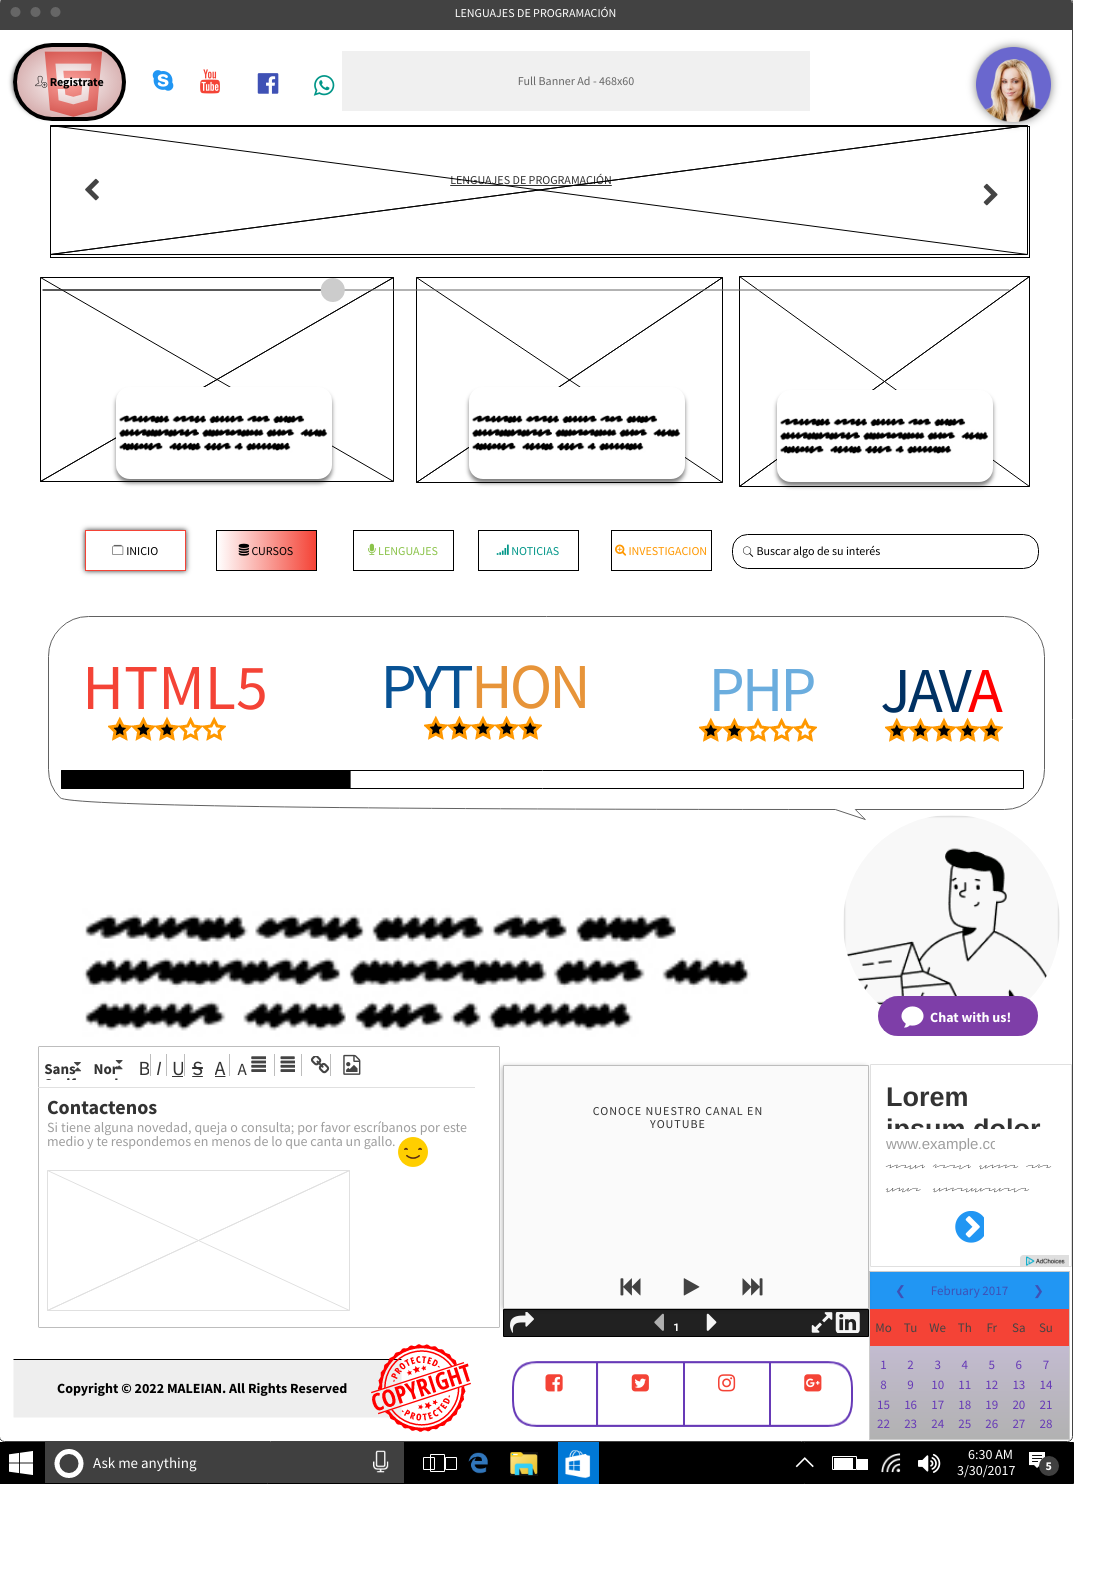 LENGUAJES DE PROGRAMACIÓN
Registrate
You
Tube
Full Banner Ad - 468x60
LENGUAJES DE PROGRAMACIÓN
INICIO
CURSOS
LENGUAJES
NOTICIAS
INVESTIGACION
Buscar algo de su interés
HTML5
PYTHON
PHP
JAVA
Chat with us!
Sans
Nor
B I U S A A
Contactenos
Si tiene alguna novedad, queja o consulta; por favor escríbanos por este
medio y te respondemos en menos de lo que canta un gallo.
CONOCE NUESTRO CANAL EN
YOUTUBE
1
in
Lorem
ipsum dolor
www.example.cc
AdChoices
February 2017
Mo Tu We Th Fr Sa Su
1 2 3 4 5 6 7
8 9 10 11 12 13 14
15 16 17 18 19 20 21
22 23 24 25 26 27 28
Copyright © 2022 MALEIAN. All Rights Reserved
PROTECTED
COPYRIGHT
PROTECTED
G+
Ask me anything
6:30 AM
3/30/2017
5